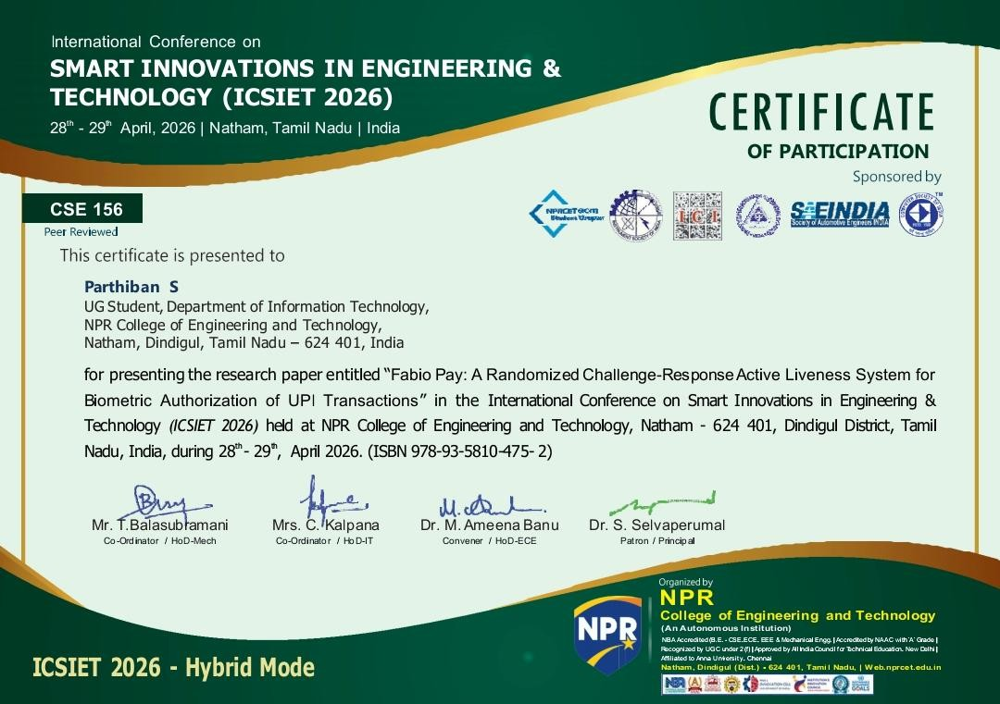 International Conference on
SMART INNOVATIONS IN ENGINEERING &
TECHNOLOGY (ICSIET 2026)
28th - 29th April, 2026 | Natham, Tamil Nadu | India
CERTIFICATE
OF PARTICIPATION
Sponsored by
CSE 156
Peer Reviewed
NPRCETeCom
Student Chapter
ICI
SAEINDIA
Society of Automotive Engineers INDIA
TM
This certificate is presented to
Parthiban S
UG Student, Department of Information Technology,
NPR College of Engineering and Technology,
Natham, Dindigul, Tamil Nadu – 624 401, India
for presenting the research paper entitled “Fabio Pay: A Randomized Challenge-Response Active Liveness System for
Biometric Authorization of UPI Transactions” in the International Conference on Smart Innovations in Engineering &
Technology (ICSIET 2026) held at NPR College of Engineering and Technology, Natham - 624 401, Dindigul District, Tamil
Nadu, India, during 28th - 29th, April 2026. (ISBN 978-93-5810-475- 2)
Mr. T.Balasubramani
Co-Ordinator / HoD-Mech
Mrs. C. Kalpana
Co-Ordinator / HoD-IT
Dr. M. Ameena Banu
Convener / HoD-ECE
Dr. S. Selvaperumal
Patron / Principal
Organized by
NPR
NPR
College of Engineering and Technology
(An Autonomous Institution)
NBA Accredited(B.E. - CSE,ECE, EEE & Mechanical Engg. | Accredited by NAAC with 'A' Grade |
Recognized by UGC under 2 (f) | Approved by All India Council for Technical Education, New Delhi |
Affiliated to Anna University, Chennai
Natham, Dindigul (Dist.) - 624 401, Tamil Nadu, | Web.nprcet.edu.in
ICSIET 2026 - Hybrid Mode